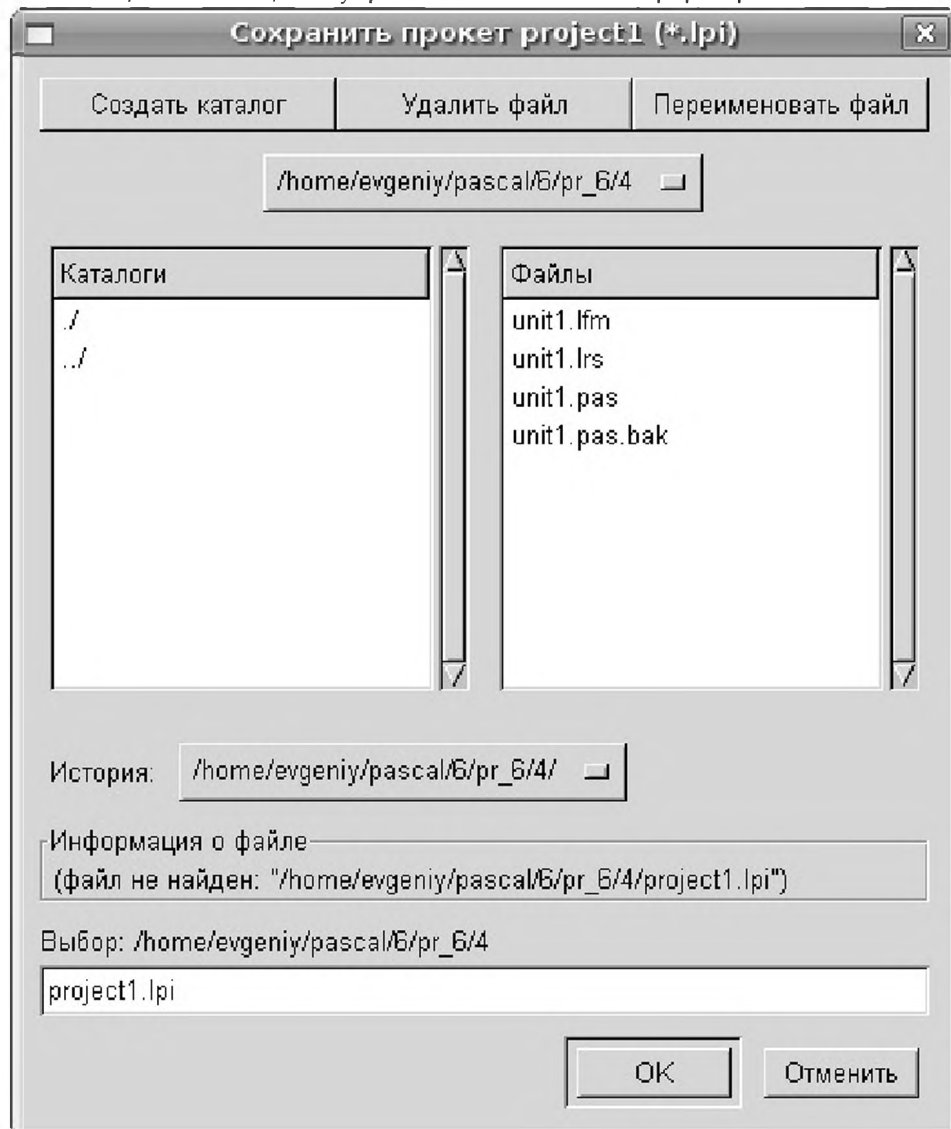 Сохранить прокет project1 (*.lpi)
Создать каталог Удалить файл Переименовать файл
/home/evgeniy/pascal/6/pr_6/4
Каталоги Файлы
./ unit1.lfm
../ unit1.lrs
unit1.pas
unit1.pas.bak
История: /home/evgeniy/pascal/6/pr_6/4/
Информация о файле
(файл не найден: "/home/evgeniy/pascal/6/pr_6/4/project1.lpi")
Выбор: /home/evgeniy/pascal/6/pr_6/4
project1.lpi
OK Отменить